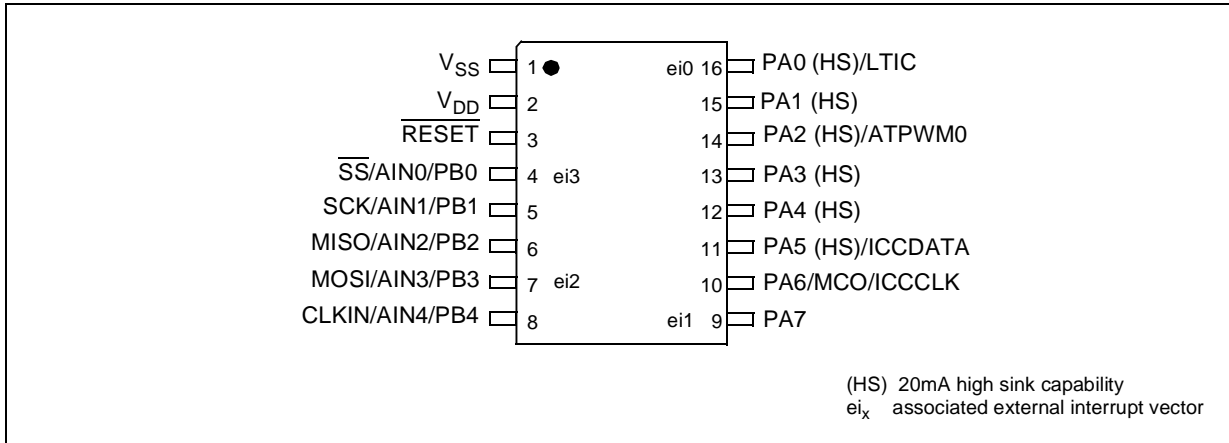 V_SS 1 ei0 16 PA0 (HS)/LTIC
V_DD 2 15 PA1 (HS)
RESET 3 14 PA2 (HS)/ATPWM0
SS/AIN0/PB0 4 ei3 13 PA3 (HS)
SCK/AIN1/PB1 5 12 PA4 (HS)
MISO/AIN2/PB2 6 11 PA5 (HS)/ICCDATA
MOSI/AIN3/PB3 7 ei2 10 PA6/MCO/ICCCLK
CLKIN/AIN4/PB4 8 ei1 9 PA7
(HS) 20mA high sink capability
ei_x associated external interrupt vector